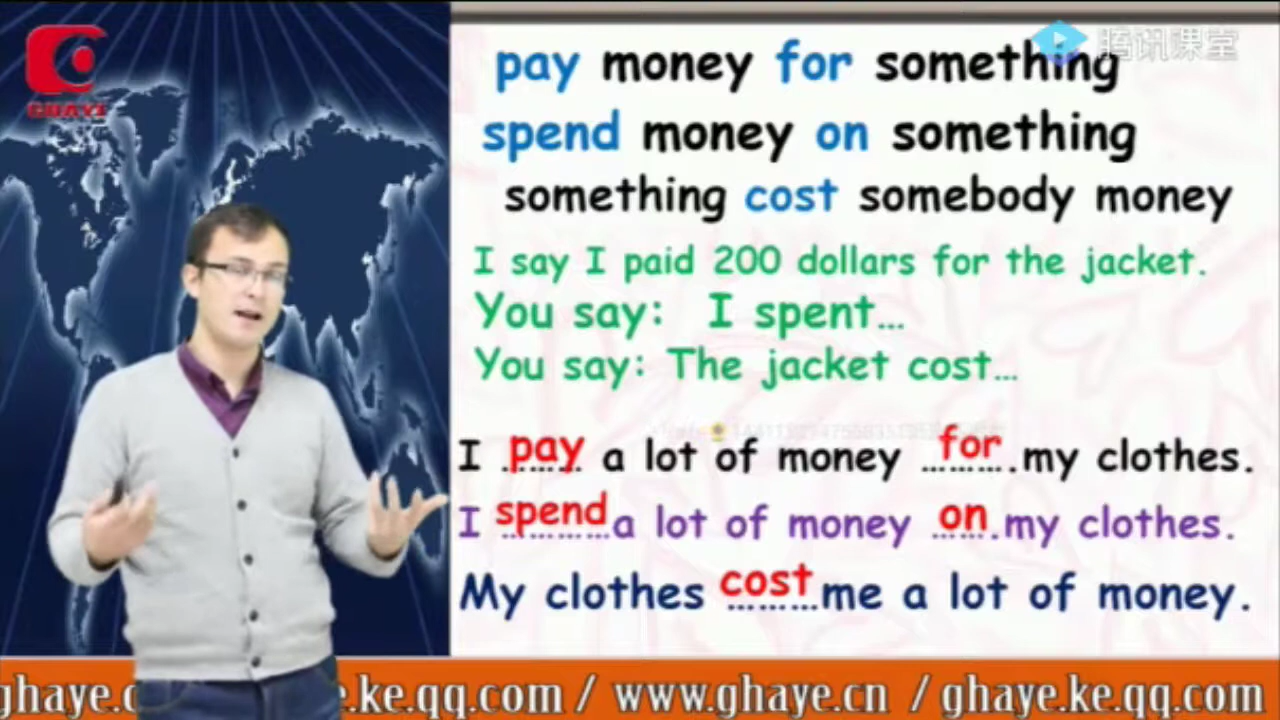 GHAYE
腾讯课堂
pay money for something
spend money on something
something cost somebody money
I say I paid 200 dollars for the jacket.
You say: I spent...
You say: The jacket cost...
I pay a lot of money for my clothes.
I spend a lot of money on my clothes.
My clothes cost me a lot of money.
ghaye.c e.ke.qq.com / www.ghaye.cn / ghaye.ke.qq.com